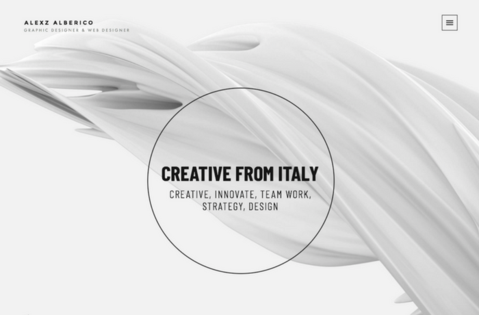 ALEXZ ALBERICO
GRAPHIC DESIGNER & WEB DESIGNER
CREATIVE FROM ITALY
CREATIVE, INNOVATE, TEAM WORK,
STRATEGY, DESIGN